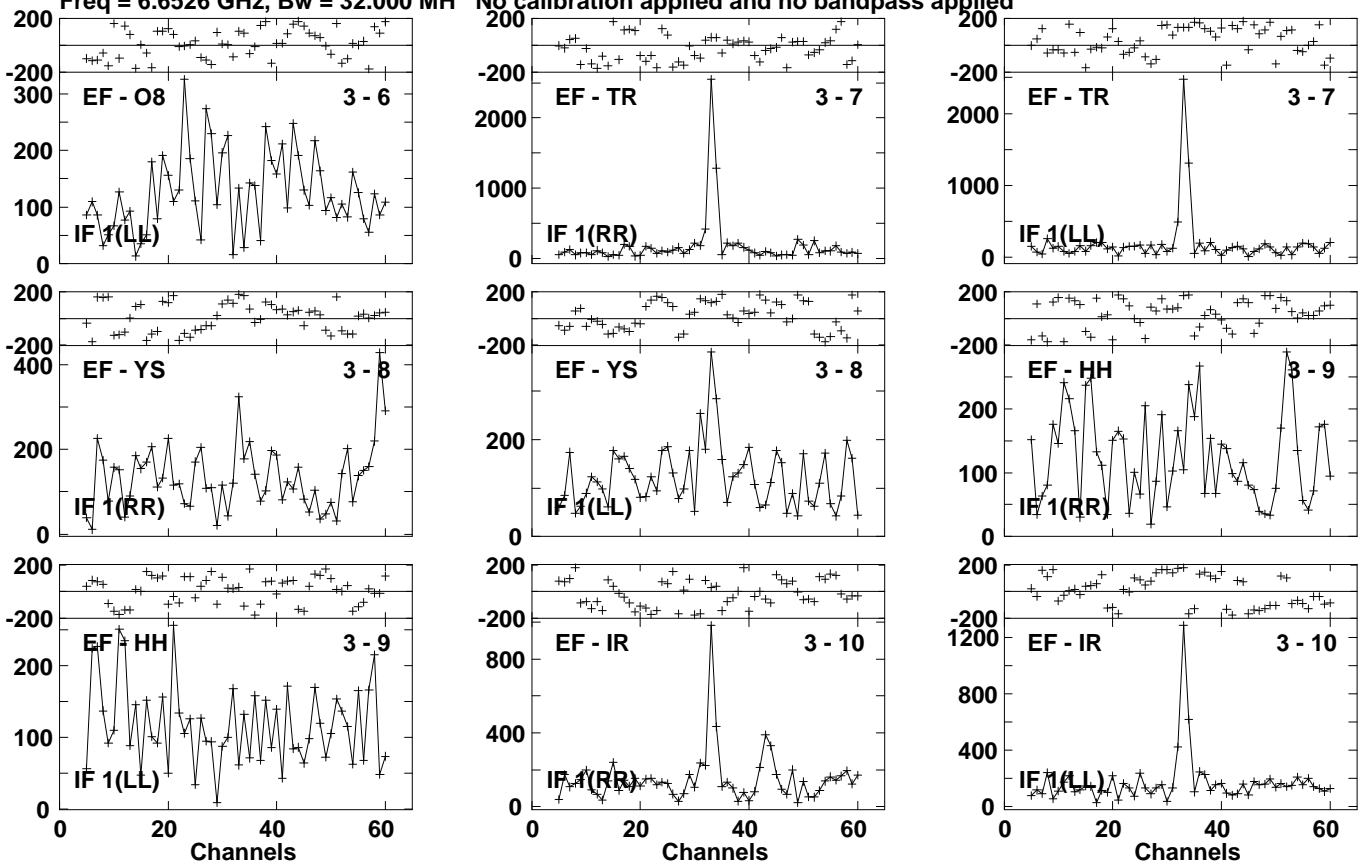 Freq = 6.6526 GHz, Bw = 32.000 MH No calibration applied and no bandpass applied
200
-200
300
200
100
0
EF - O8
3 - 6
IF 1(LL)
200
-200
2000
1000
0
EF - TR
3 - 7
IF 1(RR)
200
-200
2000
1000
0
EF - TR
3 - 7
IF 1(LL)
200
-200
400
200
0
EF - YS
3 - 8
IF 1(RR)
200
-200
200
0
EF - YS
3 - 8
IF 1(LL)
200
-200
200
100
0
EF - HH
3 - 9
IF 1(RR)
200
-200
200
100
0
EF - HH
3 - 9
IF 1(LL)
0 20 40 60
Channels
200
-200
800
400
0
EF - IR
3 - 10
IF 1(RR)
0 20 40 60
200
-200
1200
800
400
0
EF - IR
3 - 10
IF 1(LL)
0 20 40 60
Channels
Channels